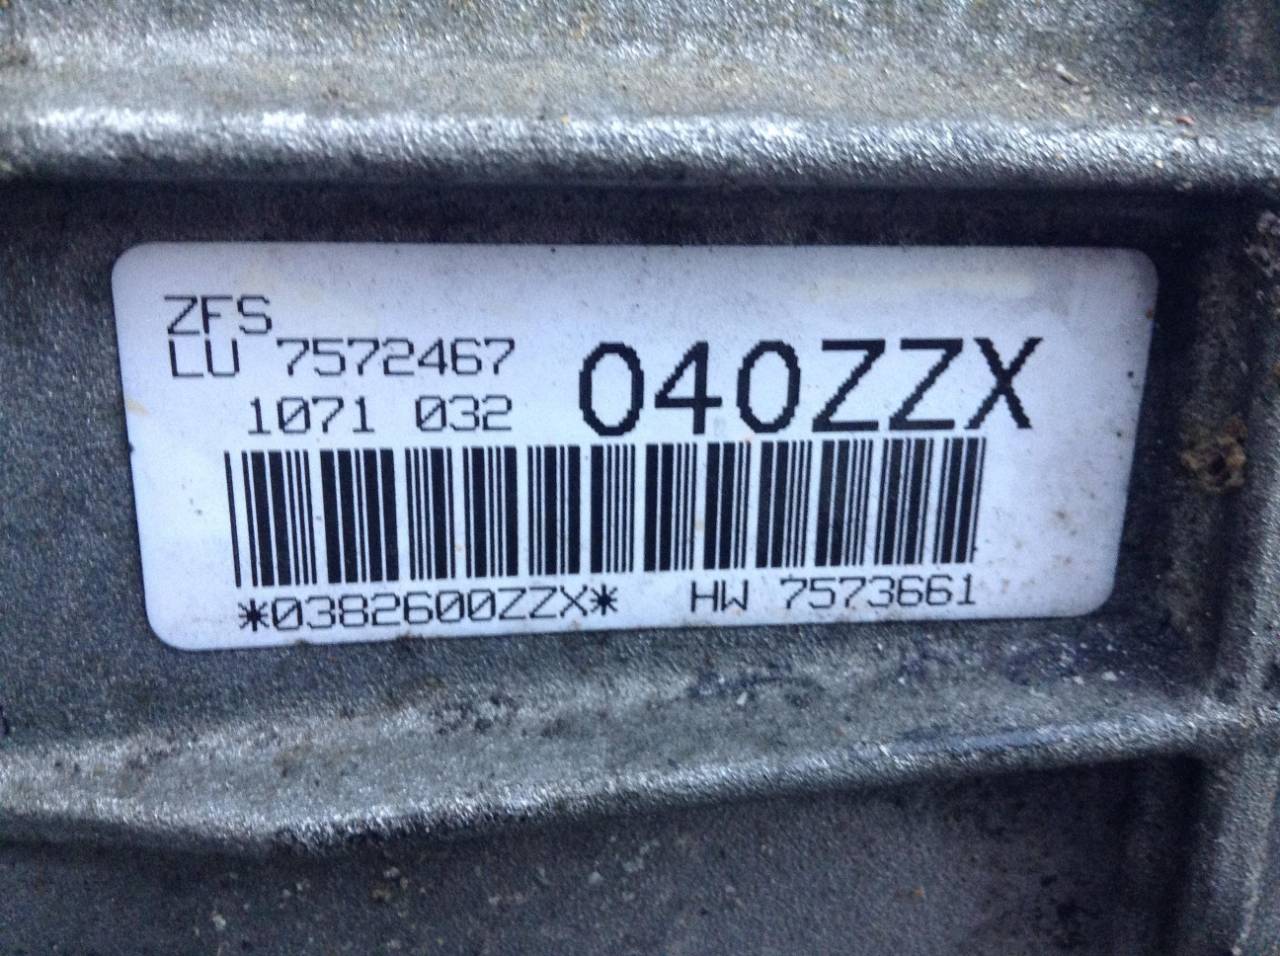 ZFS
LU 7572467
1071 032
040ZZX
*0382600ZZX*
HW 7573661